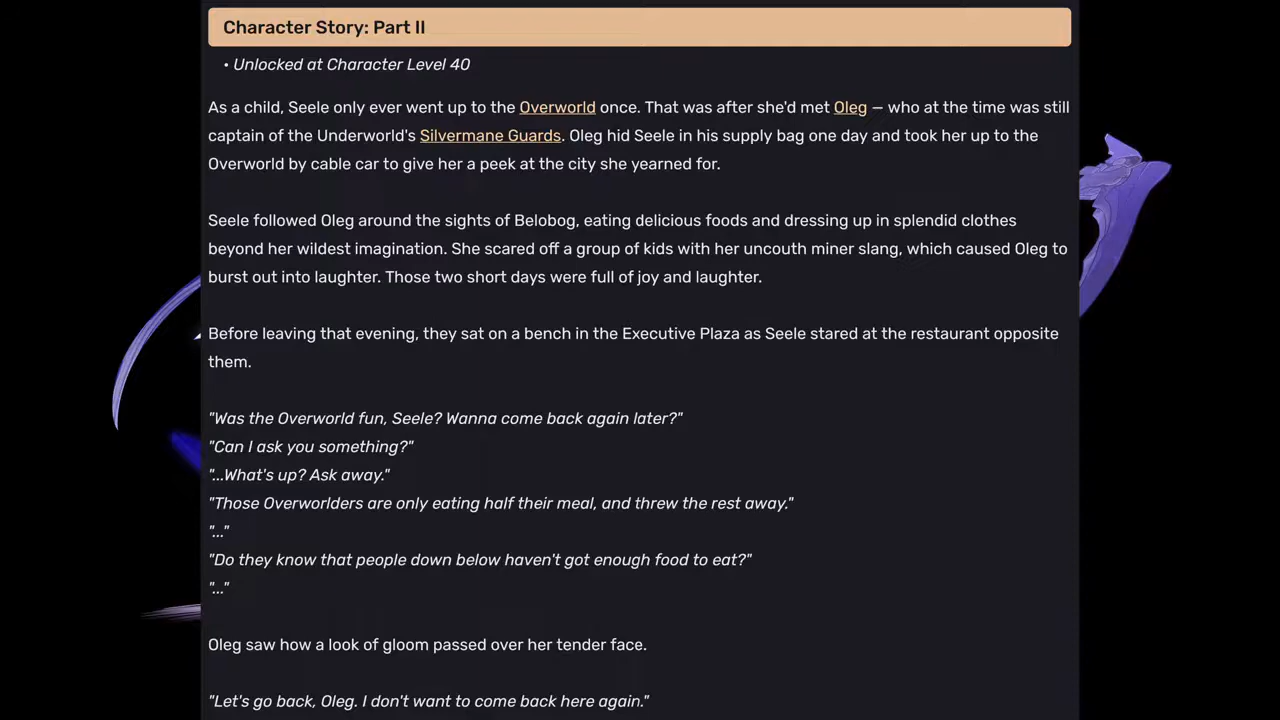 Character Story: Part II
• Unlocked at Character Level 40
As a child, Seele only ever went up to the Overworld once. That was after she'd met Oleg — who at the time was still
captain of the Underworld's Silvermane Guards. Oleg hid Seele in his supply bag one day and took her up to the
Overworld by cable car to give her a peek at the city she yearned for.
Seele followed Oleg around the sights of Belobog, eating delicious foods and dressing up in splendid clothes
beyond her wildest imagination. She scared off a group of kids with her uncouth miner slang, which caused Oleg to
burst out into laughter. Those two short days were full of joy and laughter.
Before leaving that evening, they sat on a bench in the Executive Plaza as Seele stared at the restaurant opposite
them.
"Was the Overworld fun, Seele? Wanna come back again later?"
"Can I ask you something?"
"...What's up? Ask away."
"Those Overworlders are only eating half their meal, and threw the rest away."
"..."
"Do they know that people down below haven't got enough food to eat?"
"..."
Oleg saw how a look of gloom passed over her tender face.
"Let's go back, Oleg. I don't want to come back here again."